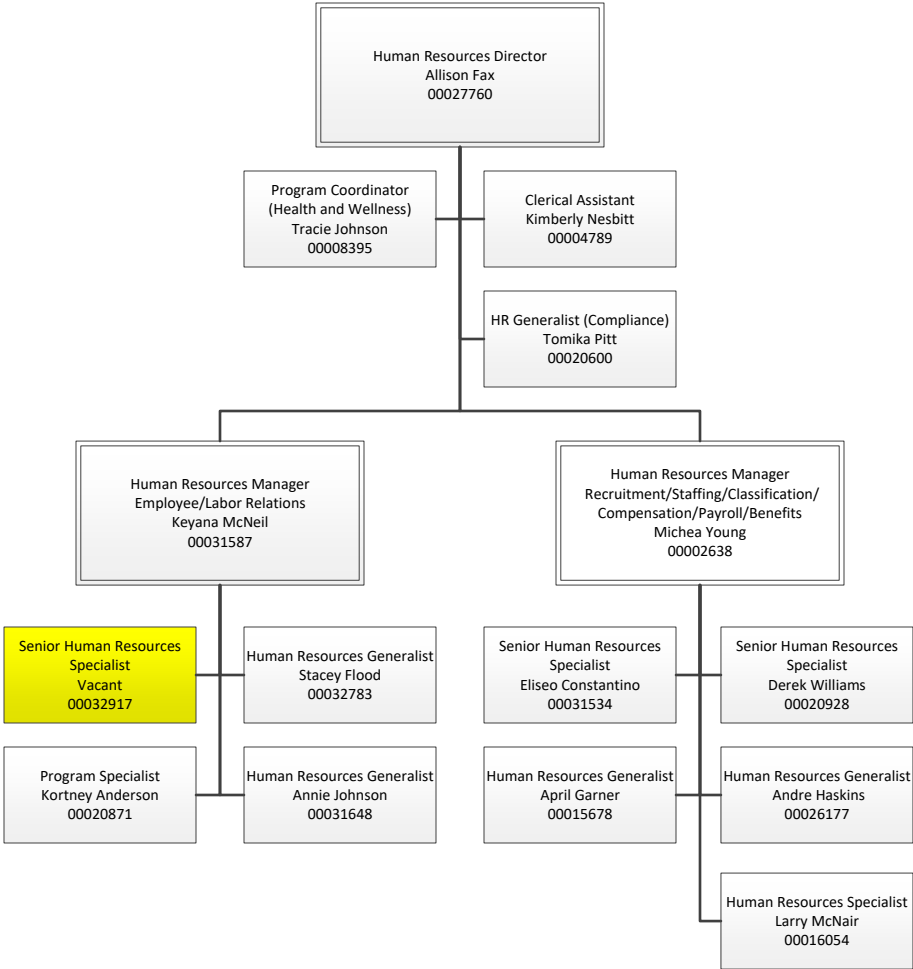 Human Resources Director
Allison Fax
00027760
Program Coordinator
(Health and Wellness)
Tracie Johnson
00008395
Clerical Assistant
Kimberly Nesbitt
00004789
HR Generalist (Compliance)
Tomika Pitt
00020600
Human Resources Manager
Employee/Labor Relations
Keyana McNeil
00031587
Human Resources Manager
Recruitment/Staffing/Classification/
Compensation/Payroll/Benefits
Michea Young
00002638
Senior Human Resources
Specialist
Vacant
00032917
Human Resources Generalist
Stacey Flood
00032783
Senior Human Resources
Specialist
Eliseo Constantino
00031534
Senior Human Resources
Specialist
Derek Williams
00020928
Program Specialist
Kortney Anderson
00020871
Human Resources Generalist
Annie Johnson
00031648
Human Resources Generalist
April Garner
00015678
Human Resources Generalist
Andre Haskins
00026177
Human Resources Specialist
Larry McNair
00016054